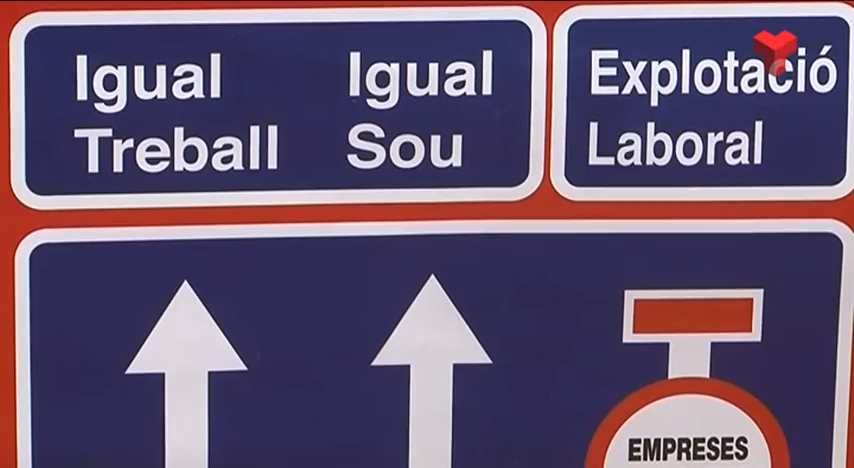 Igual Igual
Treball Sou
Explotació
Laboral
EMPRESES